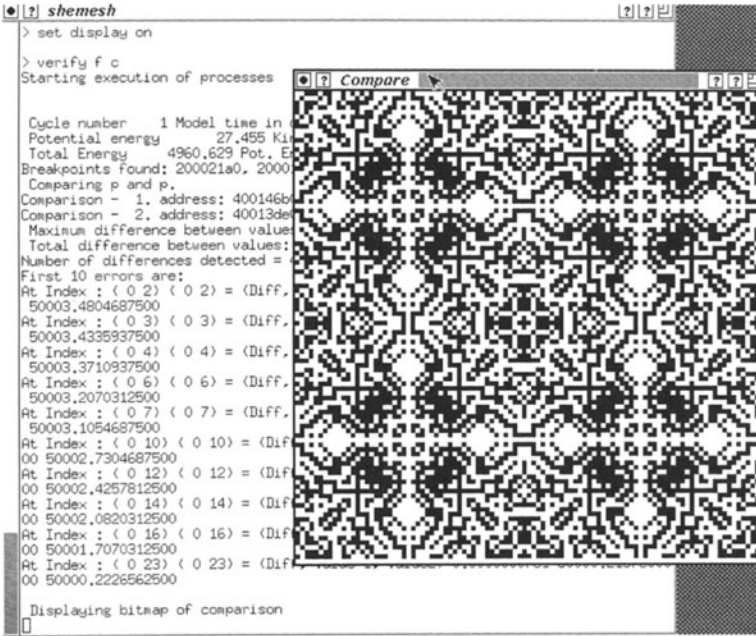 shemesh
> set display on
> verify f c
Starting execution of processes
Compare
Cycle number 1 Model time in
Potential energy 27.455 Ki
Total Energy 4960.629 Pot. E
Breakpoints found: 200021a0, 2000
Comparing p and p.
Comparison - 1. address: 400146b
Comparison - 2. address: 40013de
Maximum difference between values
Total difference between values:
Number of differences detected =
First 10 errors are:
At Index : ( 0 2) ( 0 2) = (Diff,
50003.4804687500
At Index : ( 0 3) ( 0 3) = (Diff,
50003.4335937500
At Index : ( 0 4) ( 0 4) = (Diff,
50003.3710937500
At Index : ( 0 6) ( 0 6) = (Diff,
50003.2070312500
At Index : ( 0 7) ( 0 7) = (Diff,
50003.1054687500
At Index : ( 0 10) ( 0 10) = (Dif
00 50002.7304687500
At Index : ( 0 12) ( 0 12) = (Dif
00 50002.4257812500
At Index : ( 0 14) ( 0 14) = (Dif
00 50002.0820312500
At Index : ( 0 16) ( 0 16) = (Dif
00 50001.7070312500
At Index : ( 0 23) ( 0 23) = (Dif
00 50000.2226562500
Displaying bitmap of comparison